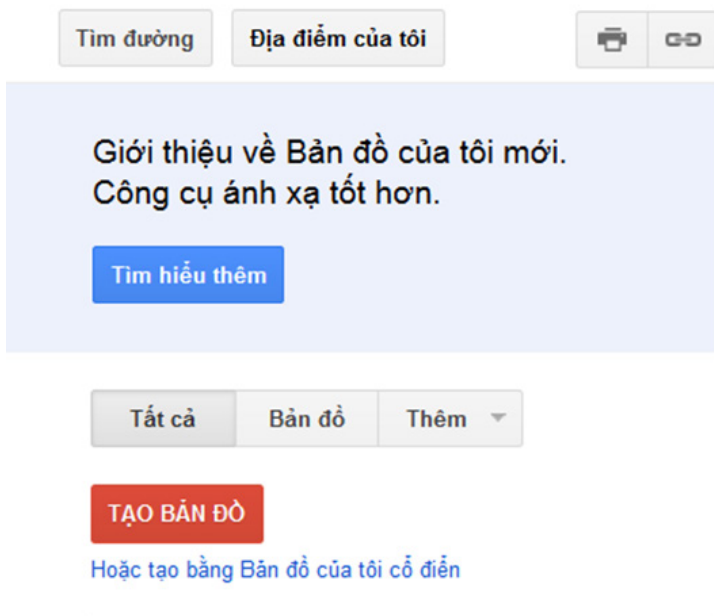 Tìm đường Địa điểm của tôi
Giới thiệu về Bản đồ của tôi mới.
Công cụ ánh xạ tốt hơn.
Tìm hiểu thêm
Tất cả Bản đồ Thêm
TẠO BẢN ĐỒ
Hoặc tạo bằng Bản đồ của tôi cổ điển